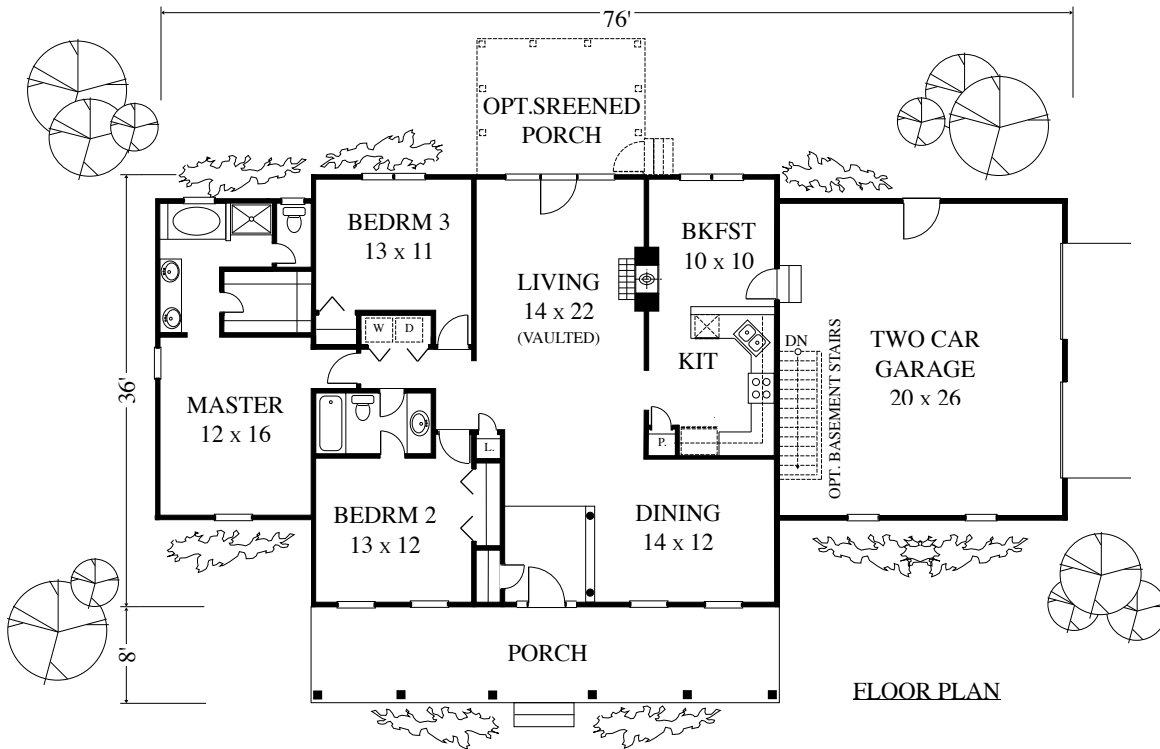 76'
OPT.SREENED
PORCH
BEDRM 3
13 x 11
BKFST
10 x 10
LIVING
14 x 22
(VAULTED)
W
D
KIT
DN
TWO CAR
GARAGE
20 x 26
OPT. BASEMENT STAIRS
36'
MASTER
12 x 16
L.
P.
BEDRM 2
13 x 12
DINING
14 x 12
8'
PORCH
FLOOR PLAN